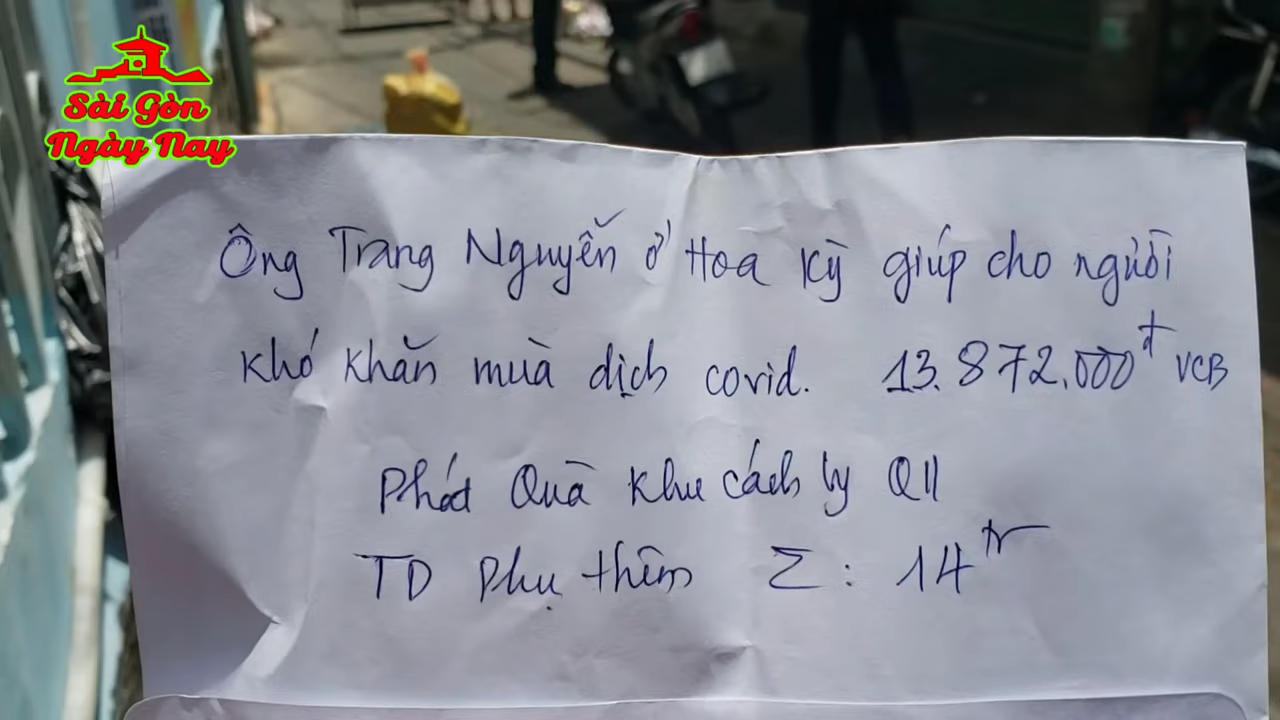 Sài Gòn
Ngày Nay
Ông Trang Nguyễn ở Hoa Kỳ giúp cho người
khó khăn mùa dịch covid. 13.872.000đ VCB
Phát Quà khu cách ly Q11
TD phụ thêm Σ: 14tr